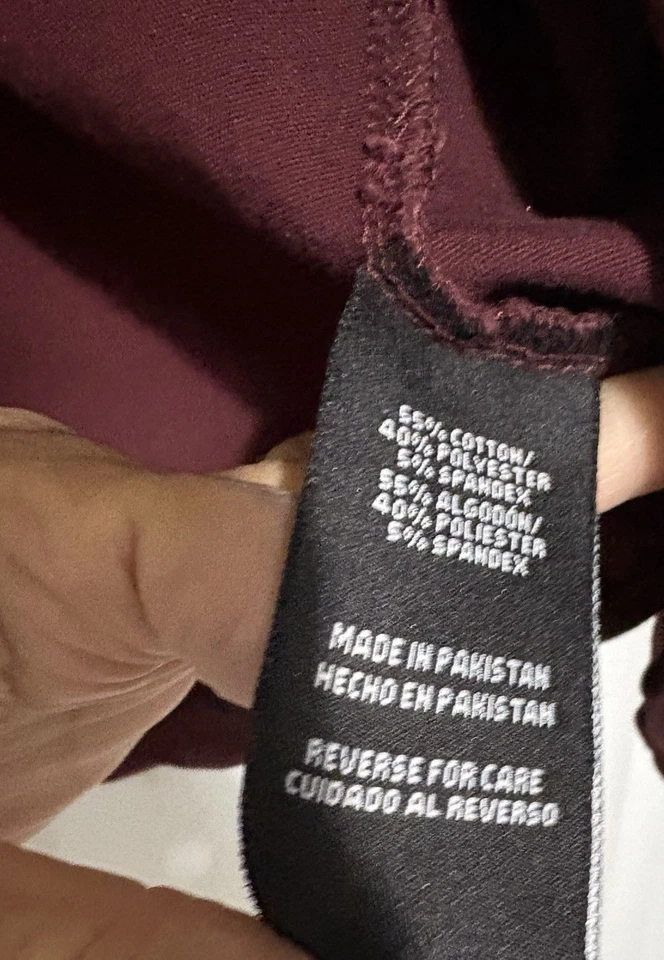 55% COTTON/
40% POLYESTER
5% SPANDEX
55% ALGODON/
40% POLIESTER
5% SPANDEX
MADE IN PAKISTAN
HECHO EN PAKISTAN
REVERSE FOR CARE
CUIDADO AL REVERSO